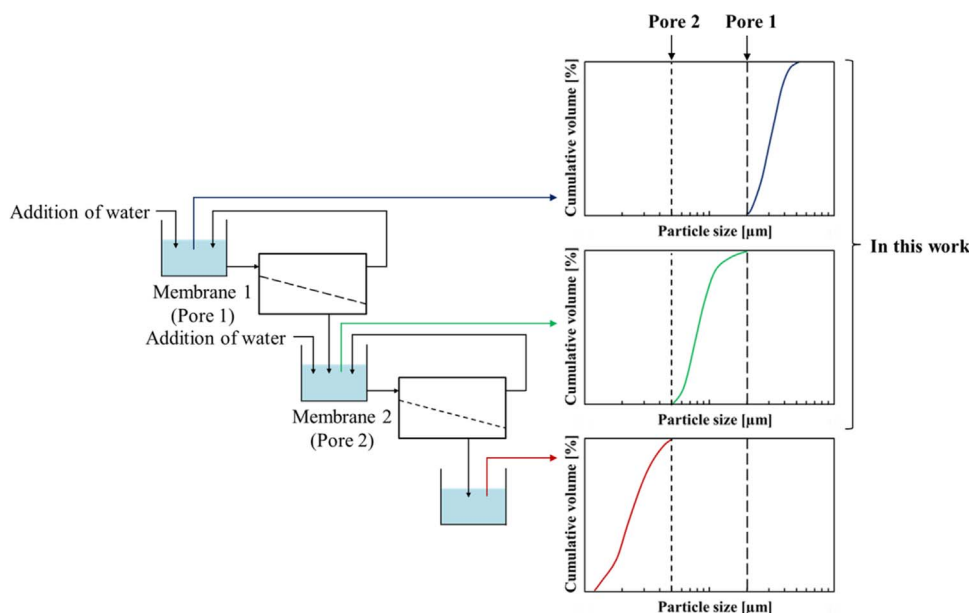 Pore 2 Pore 1
Cumulative volume [%]
Particle size [µm]
Addition of water
Membrane 1
(Pore 1)
In this work
Cumulative volume [%]
Particle size [µm]
Addition of water
Membrane 2
(Pore 2)
Cumulative volume [%]
Particle size [µm]